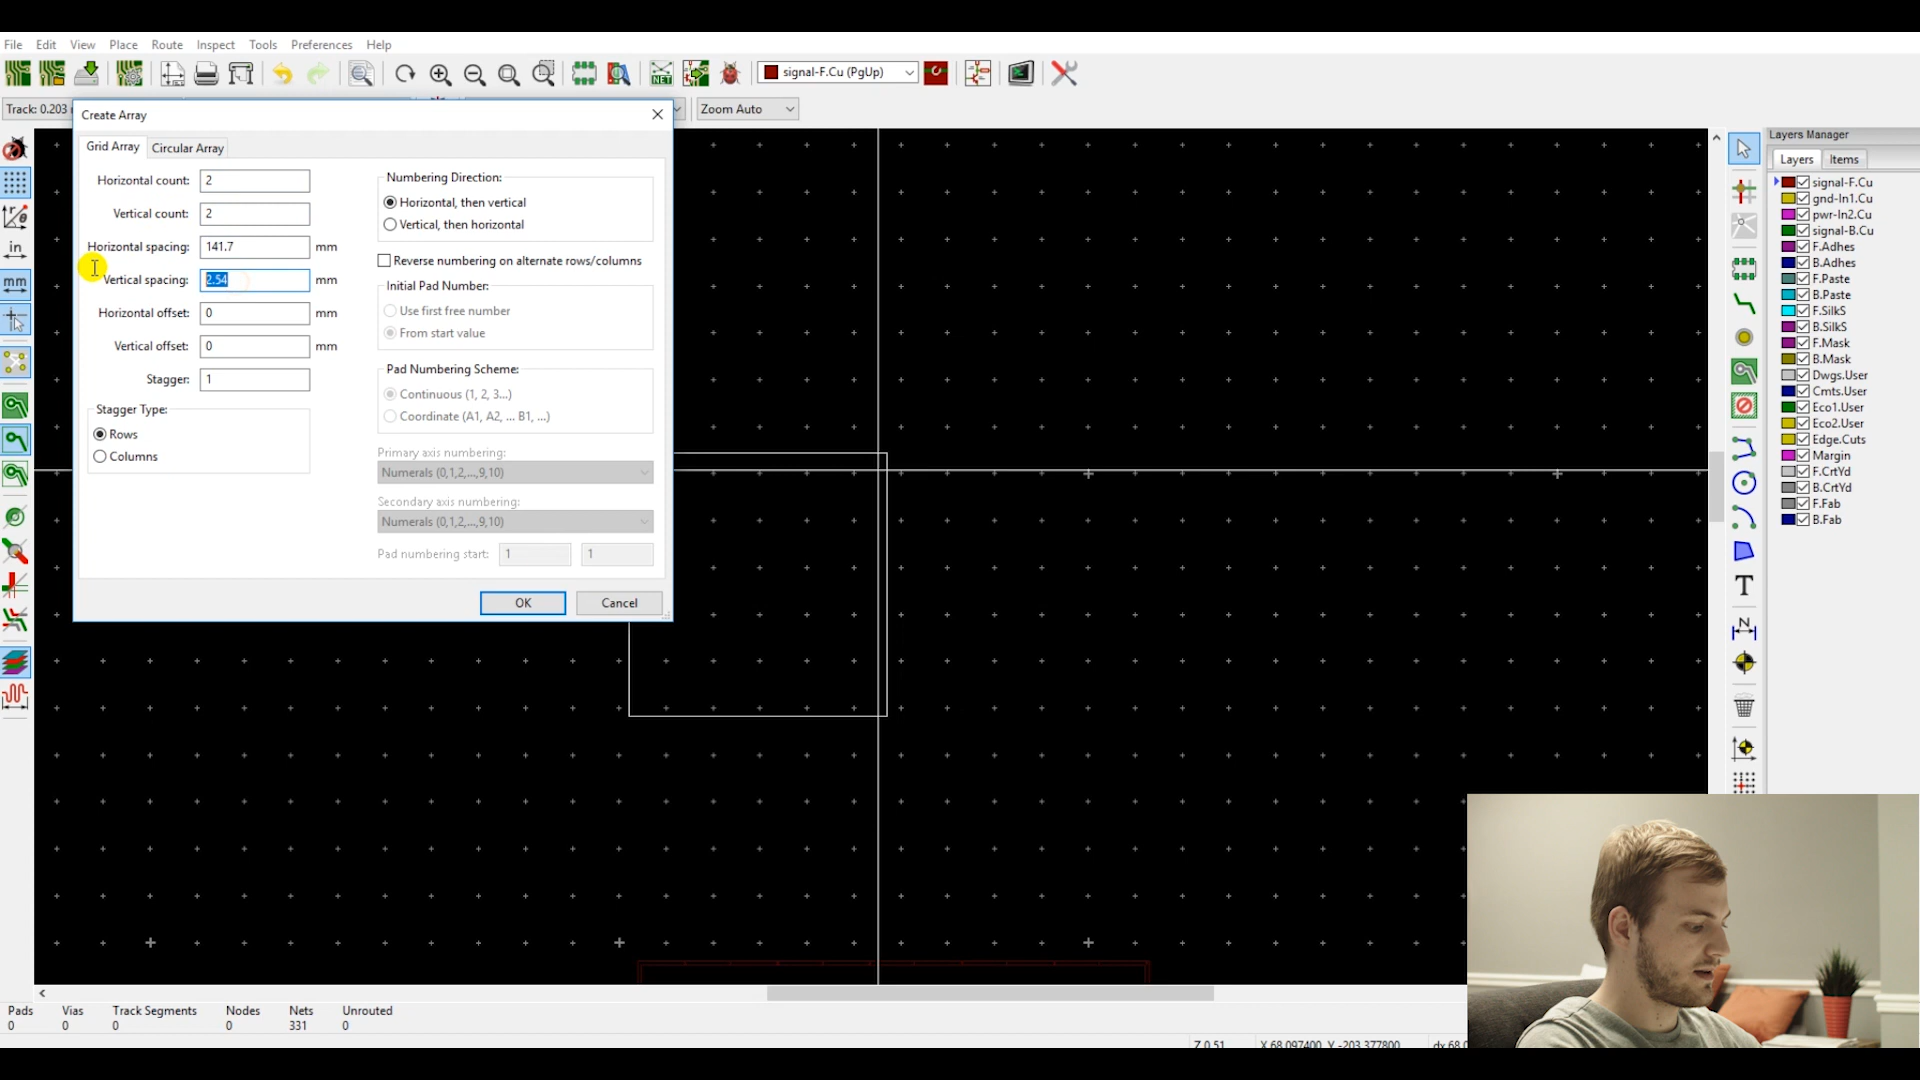 File Edit View Place Route Inspect Tools Preferences Help
NET signal-F.Cu (PgUp)
Track: 0.203 Zoom Auto
Create Array
Grid Array Circular Array
Horizontal count: 2
Vertical count: 2
Horizontal spacing: 141.7 mm
Vertical spacing: 2.54 mm
Horizontal offset: 0 mm
Vertical offset: 0 mm
Stagger: 1
Stagger Type:
Rows
Columns
Numbering Direction:
Horizontal, then vertical
Vertical, then horizontal
Reverse numbering on alternate rows/columns
Initial Pad Number:
Use first free number
From start value
Pad Numbering Scheme:
Continuous (1, 2, 3...)
Coordinate (A1, A2, ... B1, ...)
Primary axis numbering:
Numerals (0,1,2,...,9,10)
Secondary axis numbering:
Numerals (0,1,2,...,9,10)
Pad numbering start: 1 1
OK Cancel
in
mm
T
N
Layers Manager
Layers Items
signal-F.Cu
gnd-In1.Cu
pwr-In2.Cu
signal-B.Cu
F.Adhes
B.Adhes
F.Paste
B.Paste
F.SilkS
B.SilkS
F.Mask
B.Mask
Dwgs.User
Cmts.User
Eco1.User
Eco2.User
Edge.Cuts
Margin
F.CrtYd
B.CrtYd
F.Fab
B.Fab
Pads Vias Track Segments Nodes Nets Unrouted
0 0 0 0 331 0
Z 0.51 X 68.097400 Y -203.377800 dx 68.0